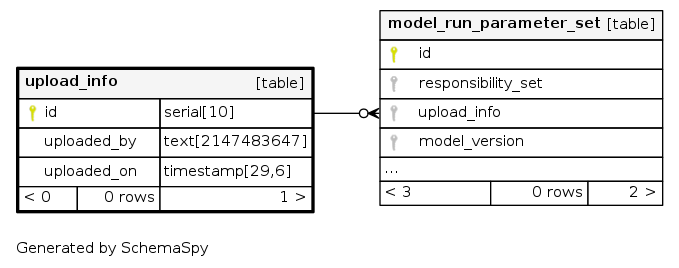 upload_info [table]
id serial[10]
uploaded_by text[2147483647]
uploaded_on timestamp[29,6]
< 0 0 rows 1 >
model_run_parameter_set [table]
id
responsibility_set
upload_info
model_version
...
< 3 0 rows 2 >
Generated by SchemaSpy